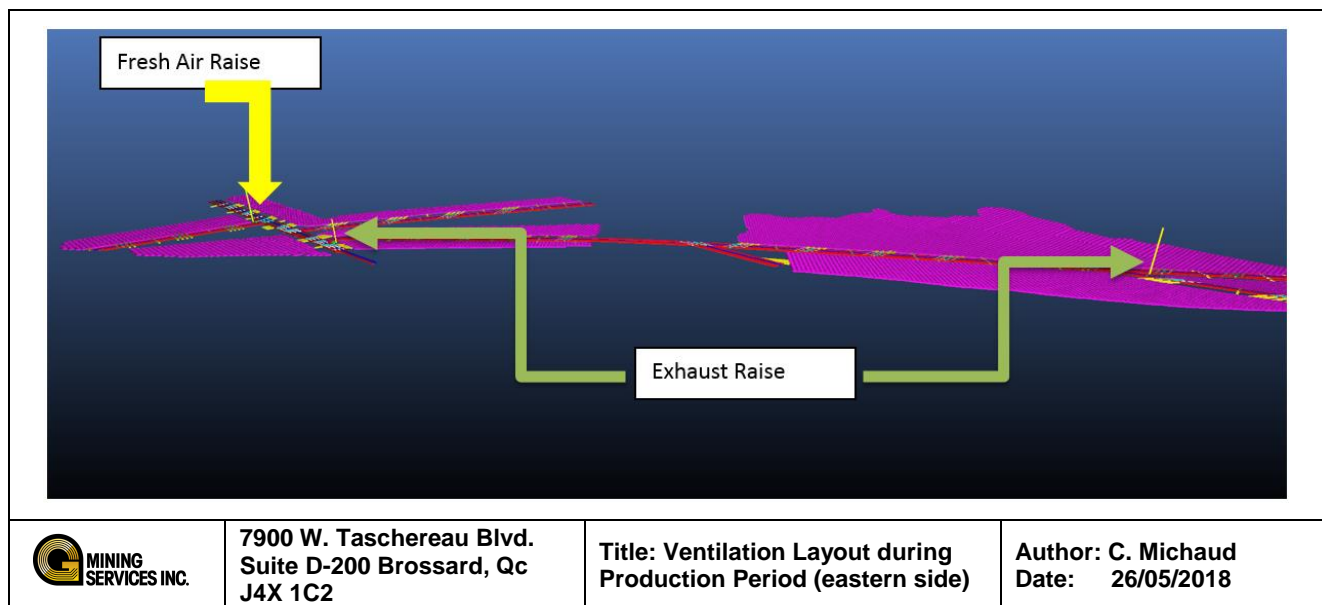 Fresh Air Raise
Exhaust Raise
G MINING
SERVICES INC.
7900 W. Taschereau Blvd.
Suite D-200 Brossard, Qc
J4X 1C2
Title: Ventilation Layout during
Production Period (eastern side)
Author: C. Michaud
Date: 26/05/2018